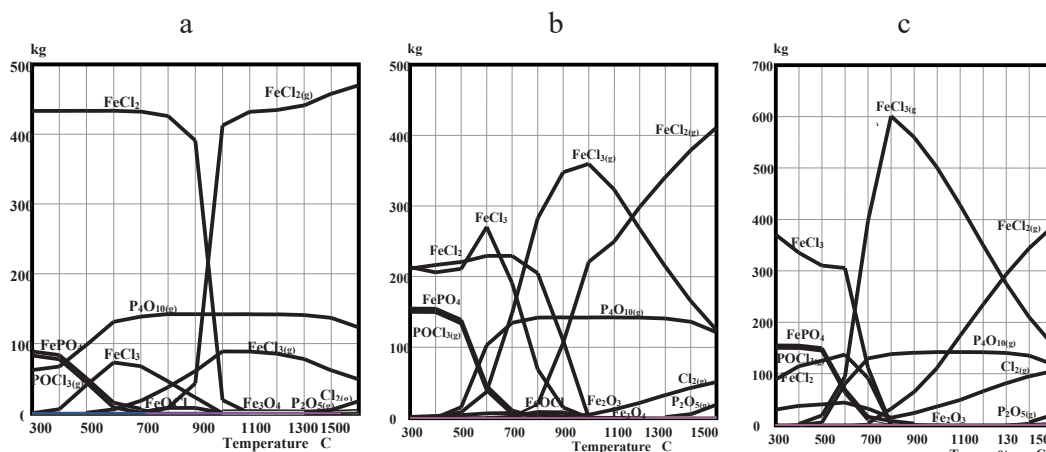 a
b
c
kg
500
400
300
200
100
0
FeCl₂
FeCl₂(g)
P₄O₁₀(g)
FePO₄
POCl₃(g)
FeCl₃
FeCl₃(g)
FeOCl
Fe₃O₄
Cl₂(g)
P₂O₅(g)
300 500 700 900 1100 1300 1500
Temperature C
kg
500
400
300
200
100
0
FeCl₂
FeCl₃
FeCl₃(g)
FeCl₂(g)
FePO₄
POCl₃(g)
P₄O₁₀(g)
Cl₂(g)
FeOCl
Fe₂O₃
Fe₂O₄
P₂O₅(g)
300 500 700 900 1100 1300 1500
Temperature C
kg
700
600
500
400
300
200
100
0
FeCl₃(g
FeCl₃
FeCl₂(g)
FePO₄
POCl₃(g)
FeCl₂
P₄O₁₀(g)
Cl₂(g)
Fe₂O₃
P₂O₅(g)
300 500 700 900 1100 130 1500